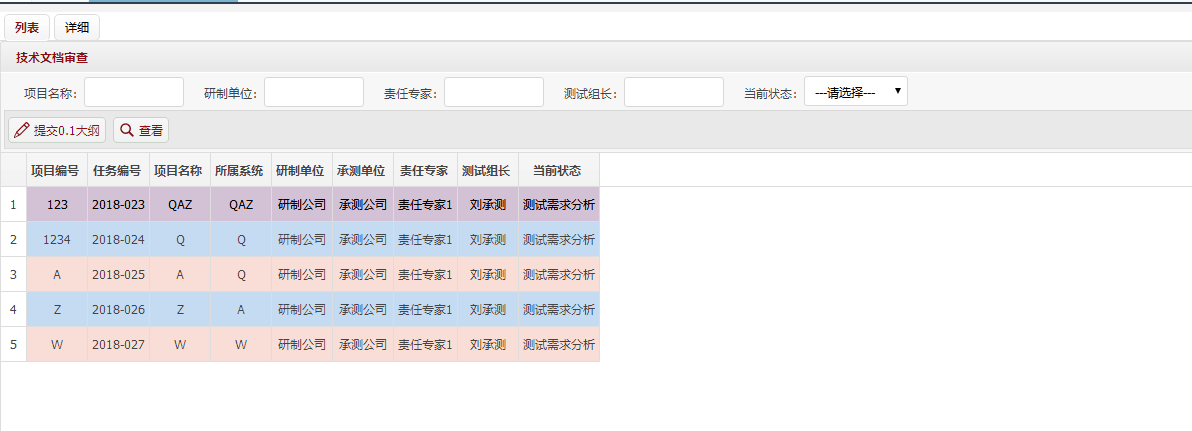 列表 详细
技术文档审查
项目名称: 研制单位: 责任专家: 测试组长: 当前状态: ---请选择---
提交0.1大纲 查看
项目编号 任务编号 项目名称 所属系统 研制单位 承测单位 责任专家 测试组长 当前状态
1 123 2018-023 QAZ QAZ 研制公司 承测公司 责任专家1 刘承测 测试需求分析
2 1234 2018-024 Q Q 研制公司 承测公司 责任专家1 刘承测 测试需求分析
3 A 2018-025 A Q 研制公司 承测公司 责任专家1 刘承测 测试需求分析
4 Z 2018-026 Z A 研制公司 承测公司 责任专家1 刘承测 测试需求分析
5 W 2018-027 W W 研制公司 承测公司 责任专家1 刘承测 测试需求分析